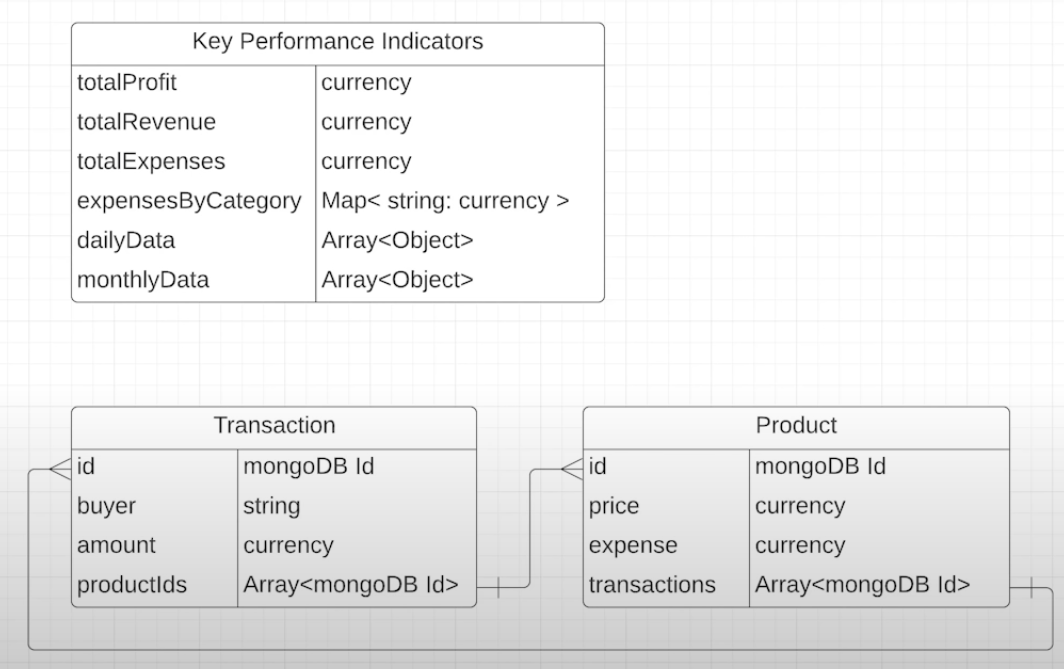 Key Performance Indicators
totalProfit currency
totalRevenue currency
totalExpenses currency
expensesByCategory Map< string: currency >
dailyData Array<Object>
monthlyData Array<Object>
Transaction
id mongoDB Id
buyer string
amount currency
productIds Array<mongoDB Id>
Product
id mongoDB Id
price currency
expense currency
transactions Array<mongoDB Id>